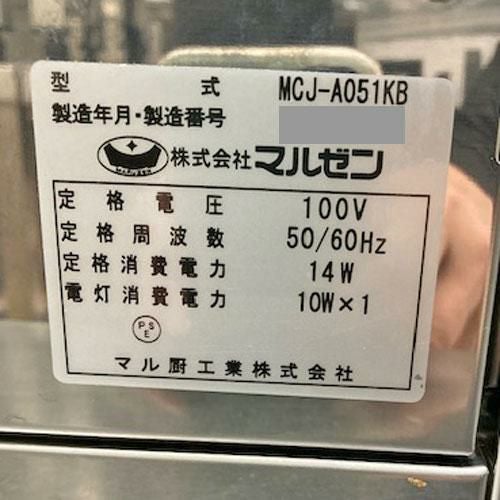 型式 MCJ-A051KB
製造年月・製造番号
MARUZEN 株式会社マルゼン
定格電圧 100V
定格周波数 50/60Hz
定格消費電力 14W
電灯消費電力 10W×1
PSE
マル厨工業株式会社